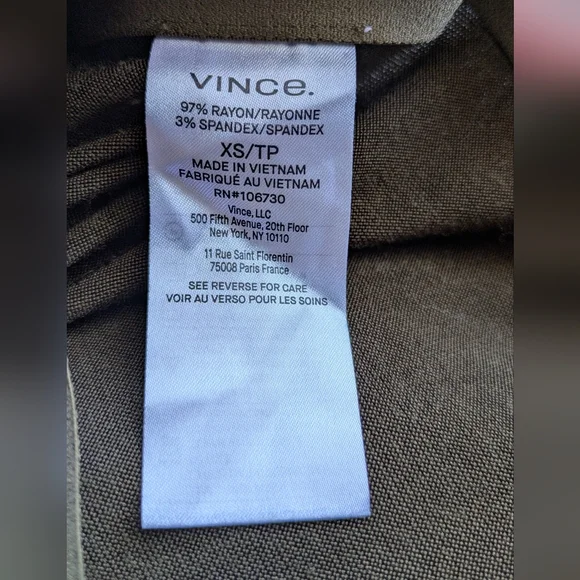 VINCE.
97% RAYON/RAYONNE
3% SPANDEX/SPANDEX
XS/TP
MADE IN VIETNAM
FABRIQUÉ AU VIETNAM
RN#106730
Vince, LLC
500 Fifth Avenue, 20th Floor
New York, NY 10110
11 Rue Saint Florentin
75008 Paris France
SEE REVERSE FOR CARE
VOIR AU VERSO POUR LES SOINS